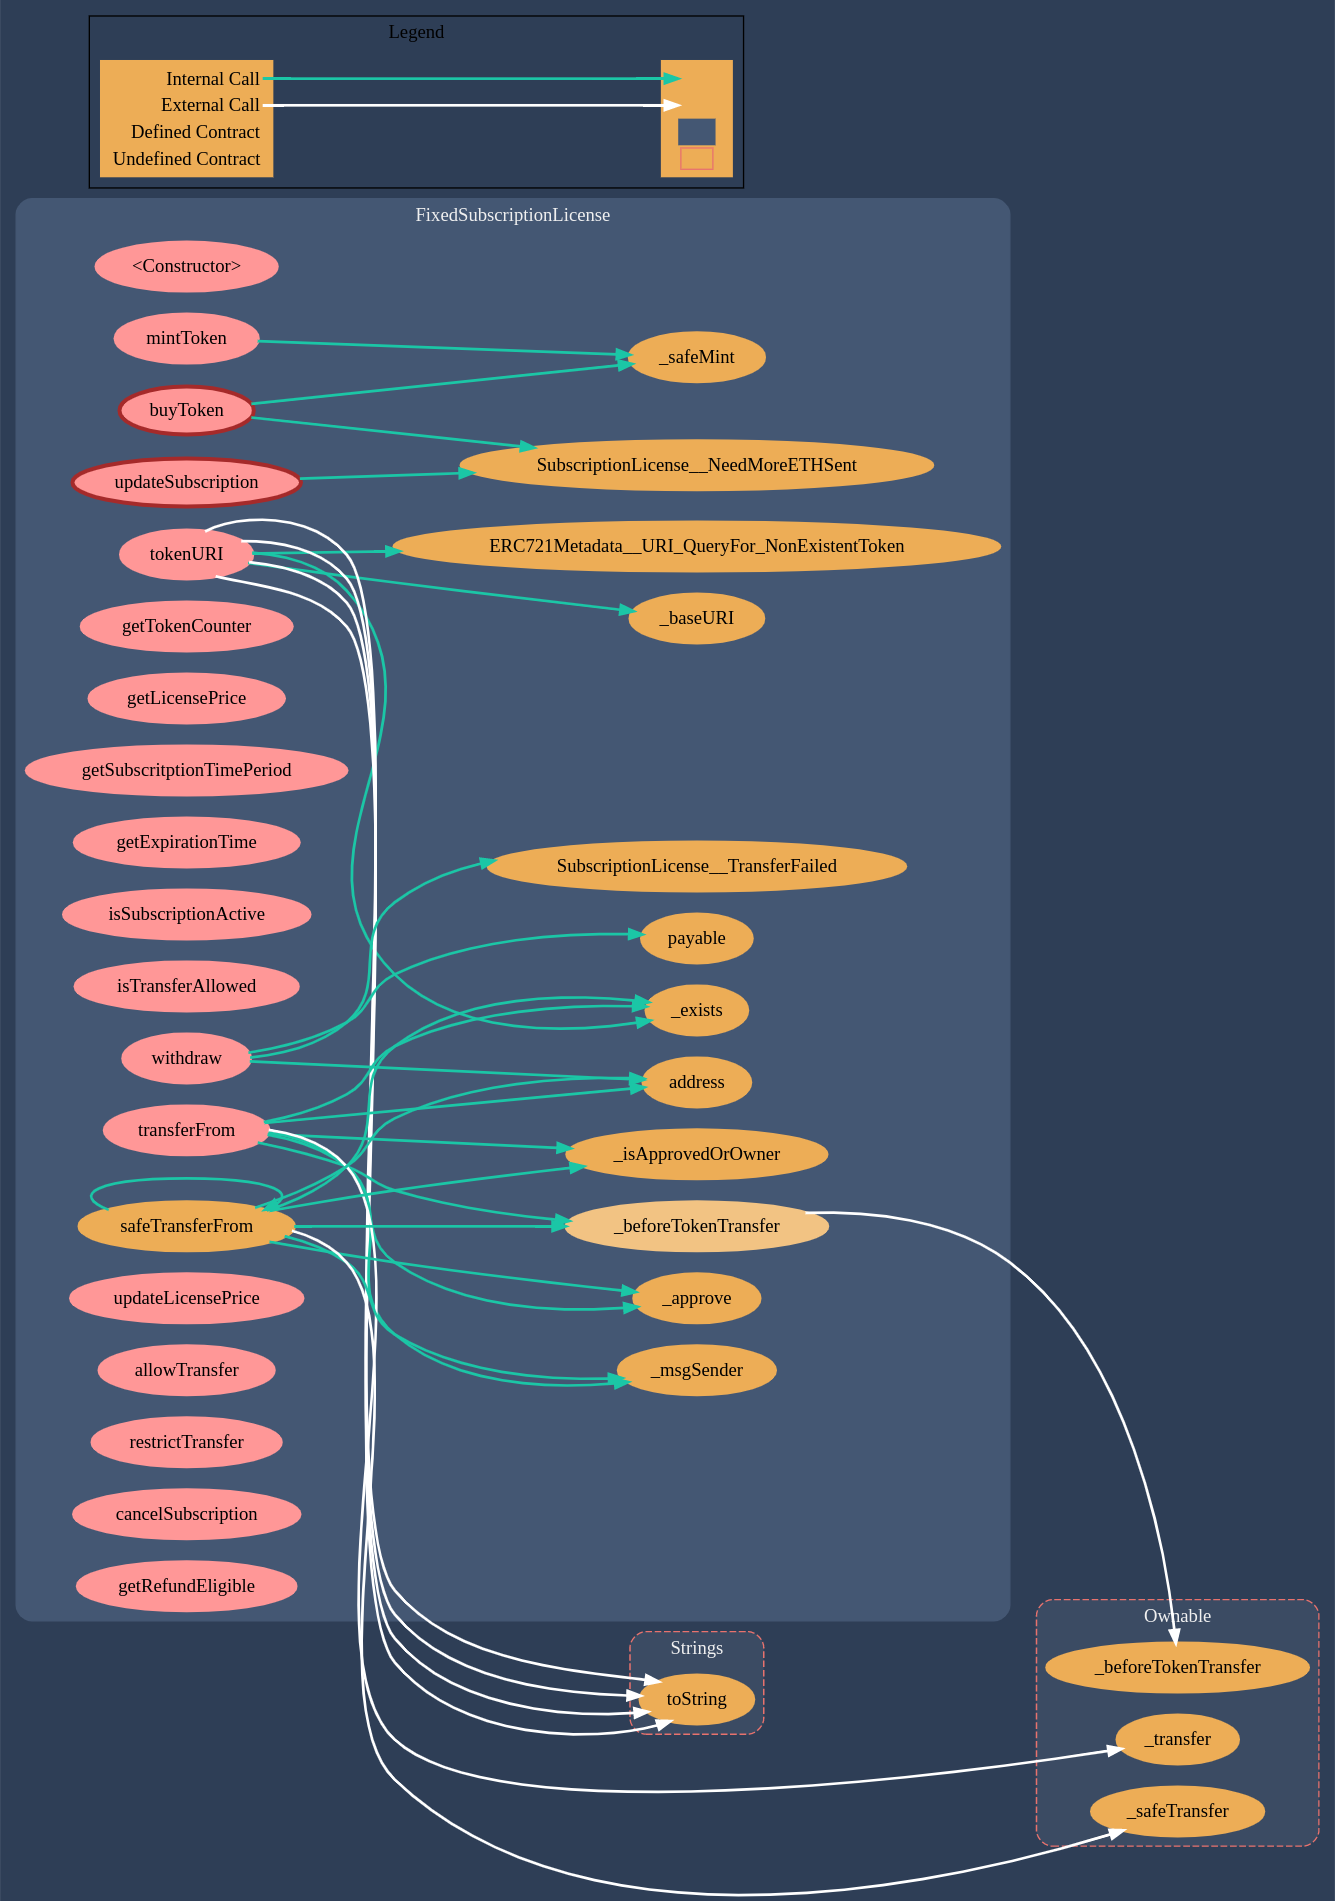 Legend
Internal Call
External Call
Defined Contract
Undefined Contract
FixedSubscriptionLicense
<Constructor>
mintToken
_safeMint
buyToken
SubscriptionLicense__NeedMoreETHSent
updateSubscription
tokenURI
ERC721Metadata__URI_QueryFor_NonExistentToken
getTokenCounter
_baseURI
getLicensePrice
getSubscritptionTimePeriod
getExpirationTime
SubscriptionLicense__TransferFailed
isSubscriptionActive
payable
isTransferAllowed
_exists
withdraw
address
transferFrom
_isApprovedOrOwner
safeTransferFrom
_beforeTokenTransfer
updateLicensePrice
_approve
allowTransfer
_msgSender
restrictTransfer
cancelSubscription
getRefundEligible
Ownable
Strings
_beforeTokenTransfer
toString
_transfer
_safeTransfer